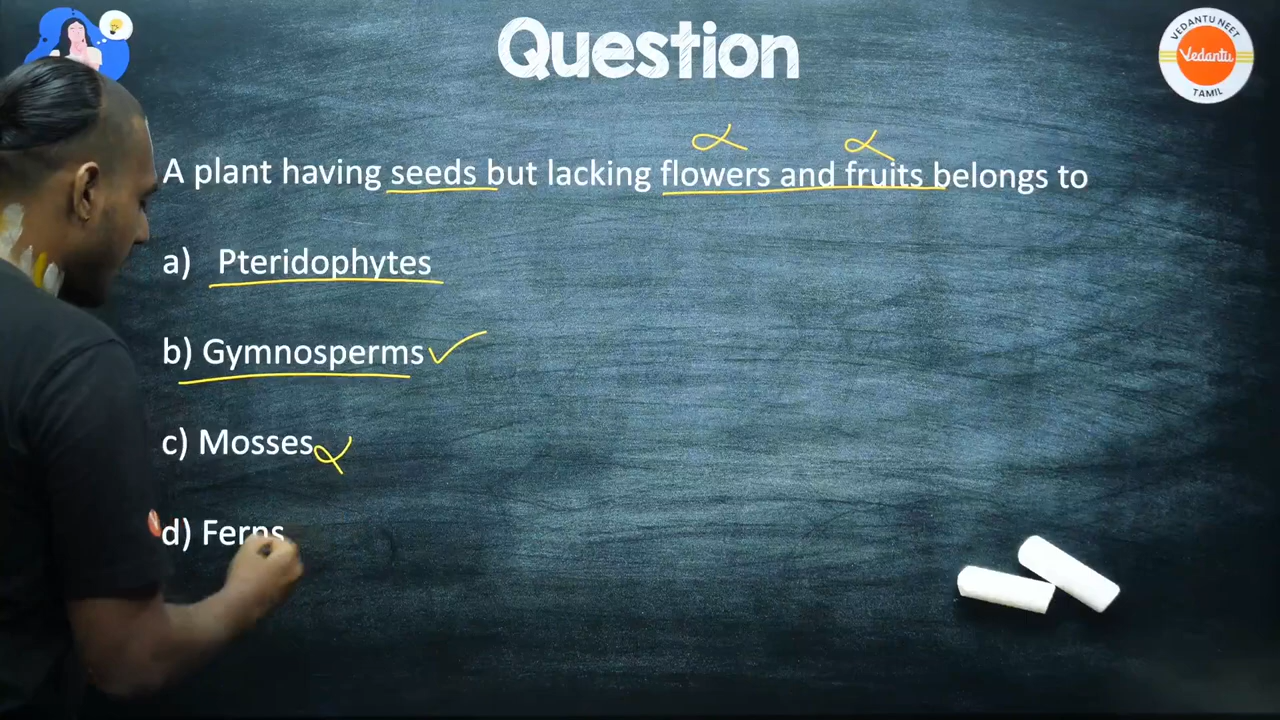 Question
VEDANTU NEET
Vedantu
TAMIL
A plant having seeds but lacking flowers and fruits belongs to
a) Pteridophytes
b) Gymnosperms
c) Mosses
d) Ferns